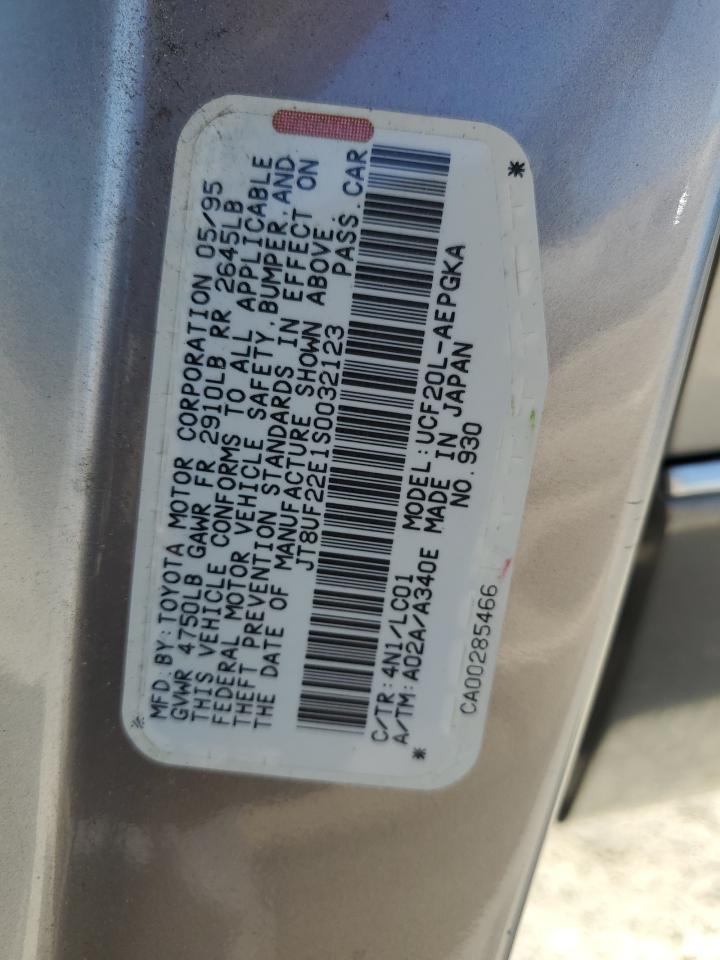 MFD. BY: TOYOTA MOTOR CORPORATION 05/95
GVWR 4750LB GAWR FR 2910LB RR 2645LB
THIS VEHICLE CONFORMS TO ALL APPLICABLE
FEDERAL MOTOR VEHICLE SAFETY, BUMPER, AND
THEFT PREVENTION STANDARDS IN EFFECT ON
THE DATE OF MANUFACTURE SHOWN ABOVE.
JT8UF22E1S0032123 PASS. CAR
C/TR: 4N1/LC01 MODEL: UCF20L-AEPGKA
A/TM: A02A/A340E MADE IN JAPAN
NO. 930
CA00285466